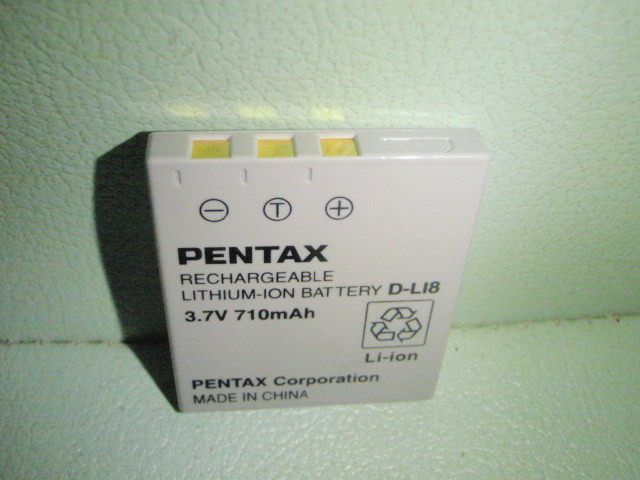 − T +
PENTAX
RECHARGEABLE
LITHIUM-ION BATTERY D-LI8
3.7V 710mAh
Li-ion
PENTAX Corporation
MADE IN CHINA